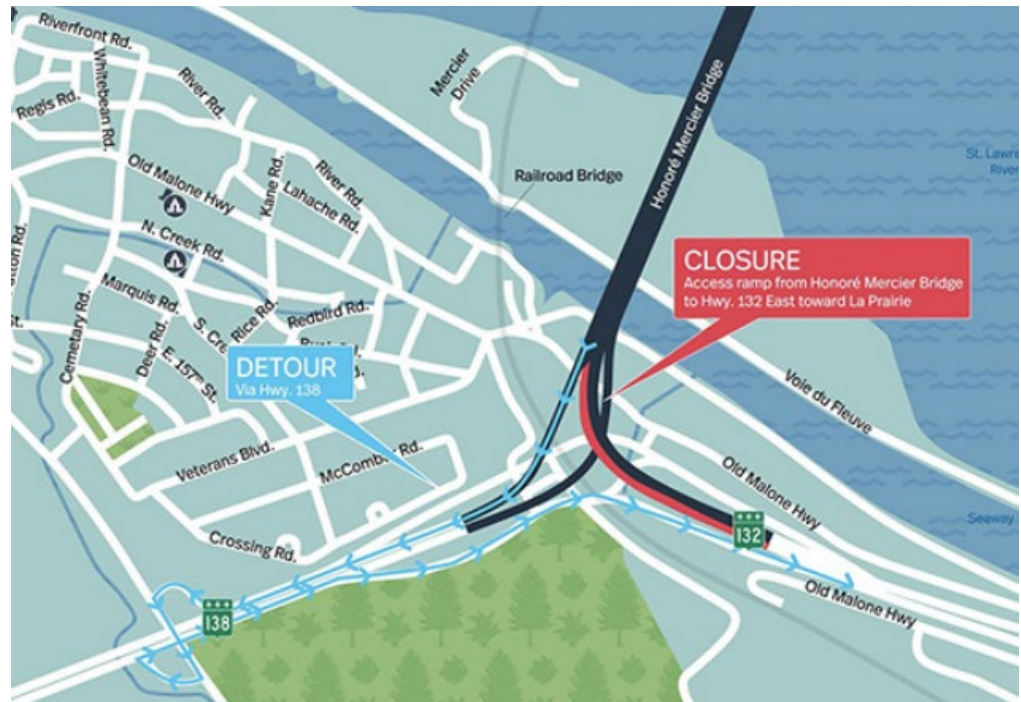 Riverfront Rd.
Whitebean Rd.
River Rd.
Regis Rd.
Mercier
Drive
Honoré Mercier Bridge
St. Lawre
River
Old Malone Hwy
Kane Rd.
River Rd.
Lahache Rd.
Railroad Bridge
N. Creek Rd.
CLOSURE
Access ramp from Honoré Mercier Bridge
to Hwy. 132 East toward La Prairie
Marquis Rd.
S. Cre
Rice Rd.
Redbird Rd.
Cemetary Rd.
Deer Rd.
E. 157th St.
DETOUR
Via Hwy. 138
Voie du Fleuve
Veterans Blvd.
McComber Rd.
Old Malone Hwy
Seaway
132
Crossing Rd.
Old Malone Hwy
138